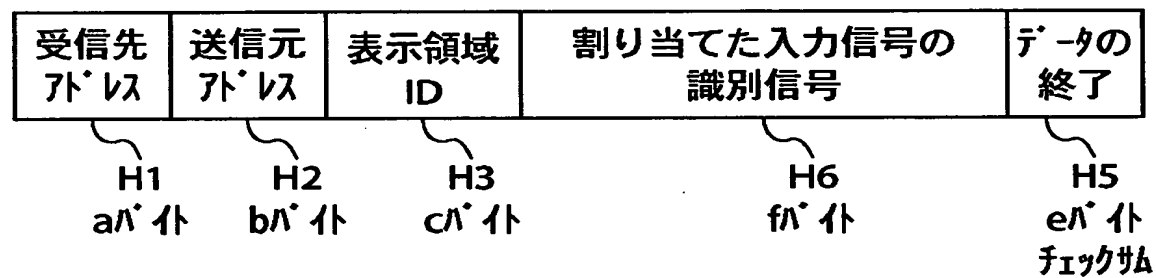 受信先
ｱﾄﾞﾚｽ
送信元
ｱﾄﾞﾚｽ
表示領域
ID
割り当てた入力信号の
識別信号
ﾃﾞｰﾀの
終了
H1
aﾊﾞｲﾄ
H2
bﾊﾞｲﾄ
H3
cﾊﾞｲﾄ
H6
fﾊﾞｲﾄ
H5
eﾊﾞｲﾄ
ﾁｪｯｸｻﾑ